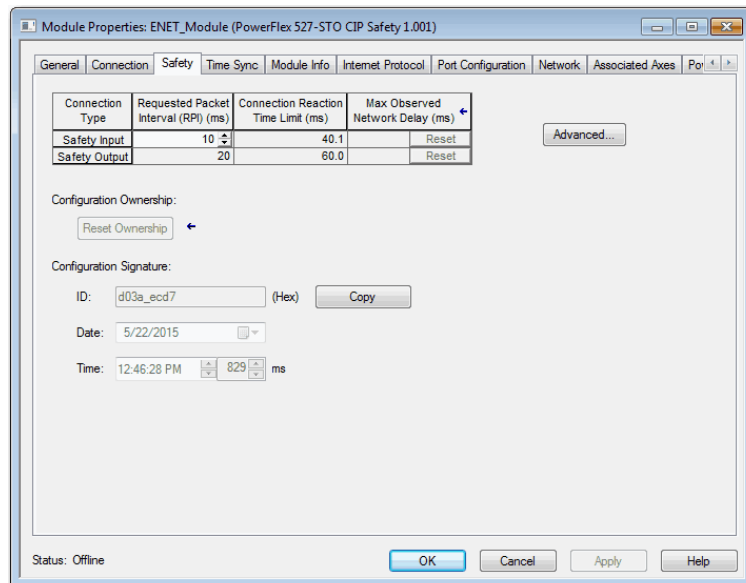 Module Properties: ENET_Module (PowerFlex 527-STO CIP Safety 1.001)
General Connection Safety Time Sync Module Info Internet Protocol Port Configuration Network Associated Axes
Connection Type Requested Packet Interval (RPI) (ms) Connection Reaction Time Limit (ms) Max Observed Network Delay (ms)
Safety Input 10 40.1 Reset
Safety Output 20 60.0 Reset
Advanced...
Configuration Ownership:
Reset Ownership
Configuration Signature:
ID: d03a_ecd7 (Hex) Copy
Date: 5/22/2015
Time: 12:46:28 PM 829 ms
Status: Offline OK Cancel Apply Help